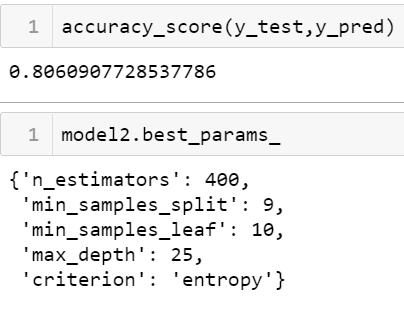 1 accuracy_score(y_test,y_pred)
0.8060907728537786
1 model2.best_params_
{'n_estimators': 400,
'min_samples_split': 9,
'min_samples_leaf': 10,
'max_depth': 25,
'criterion': 'entropy'}